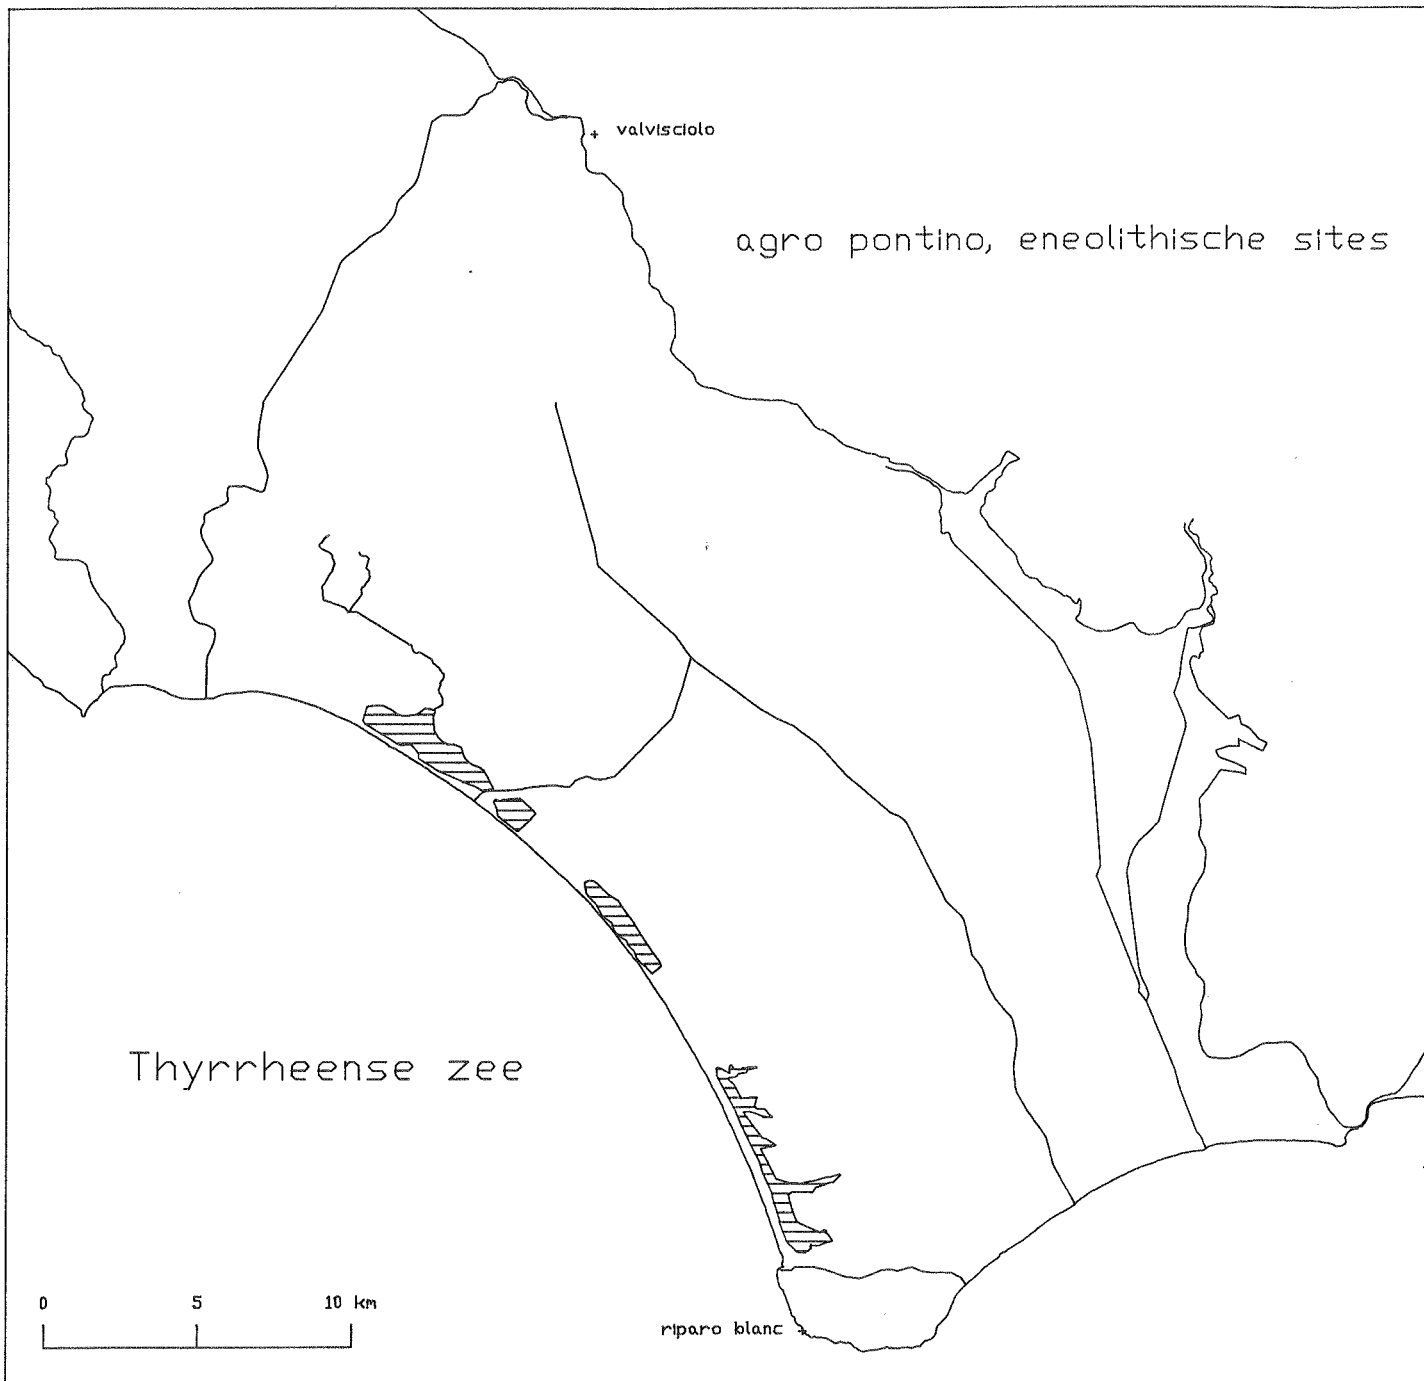 valvisciolo
agro pontino, eneolithische sites
Thyrrheense zee
0 5 10 km
riparo blanc